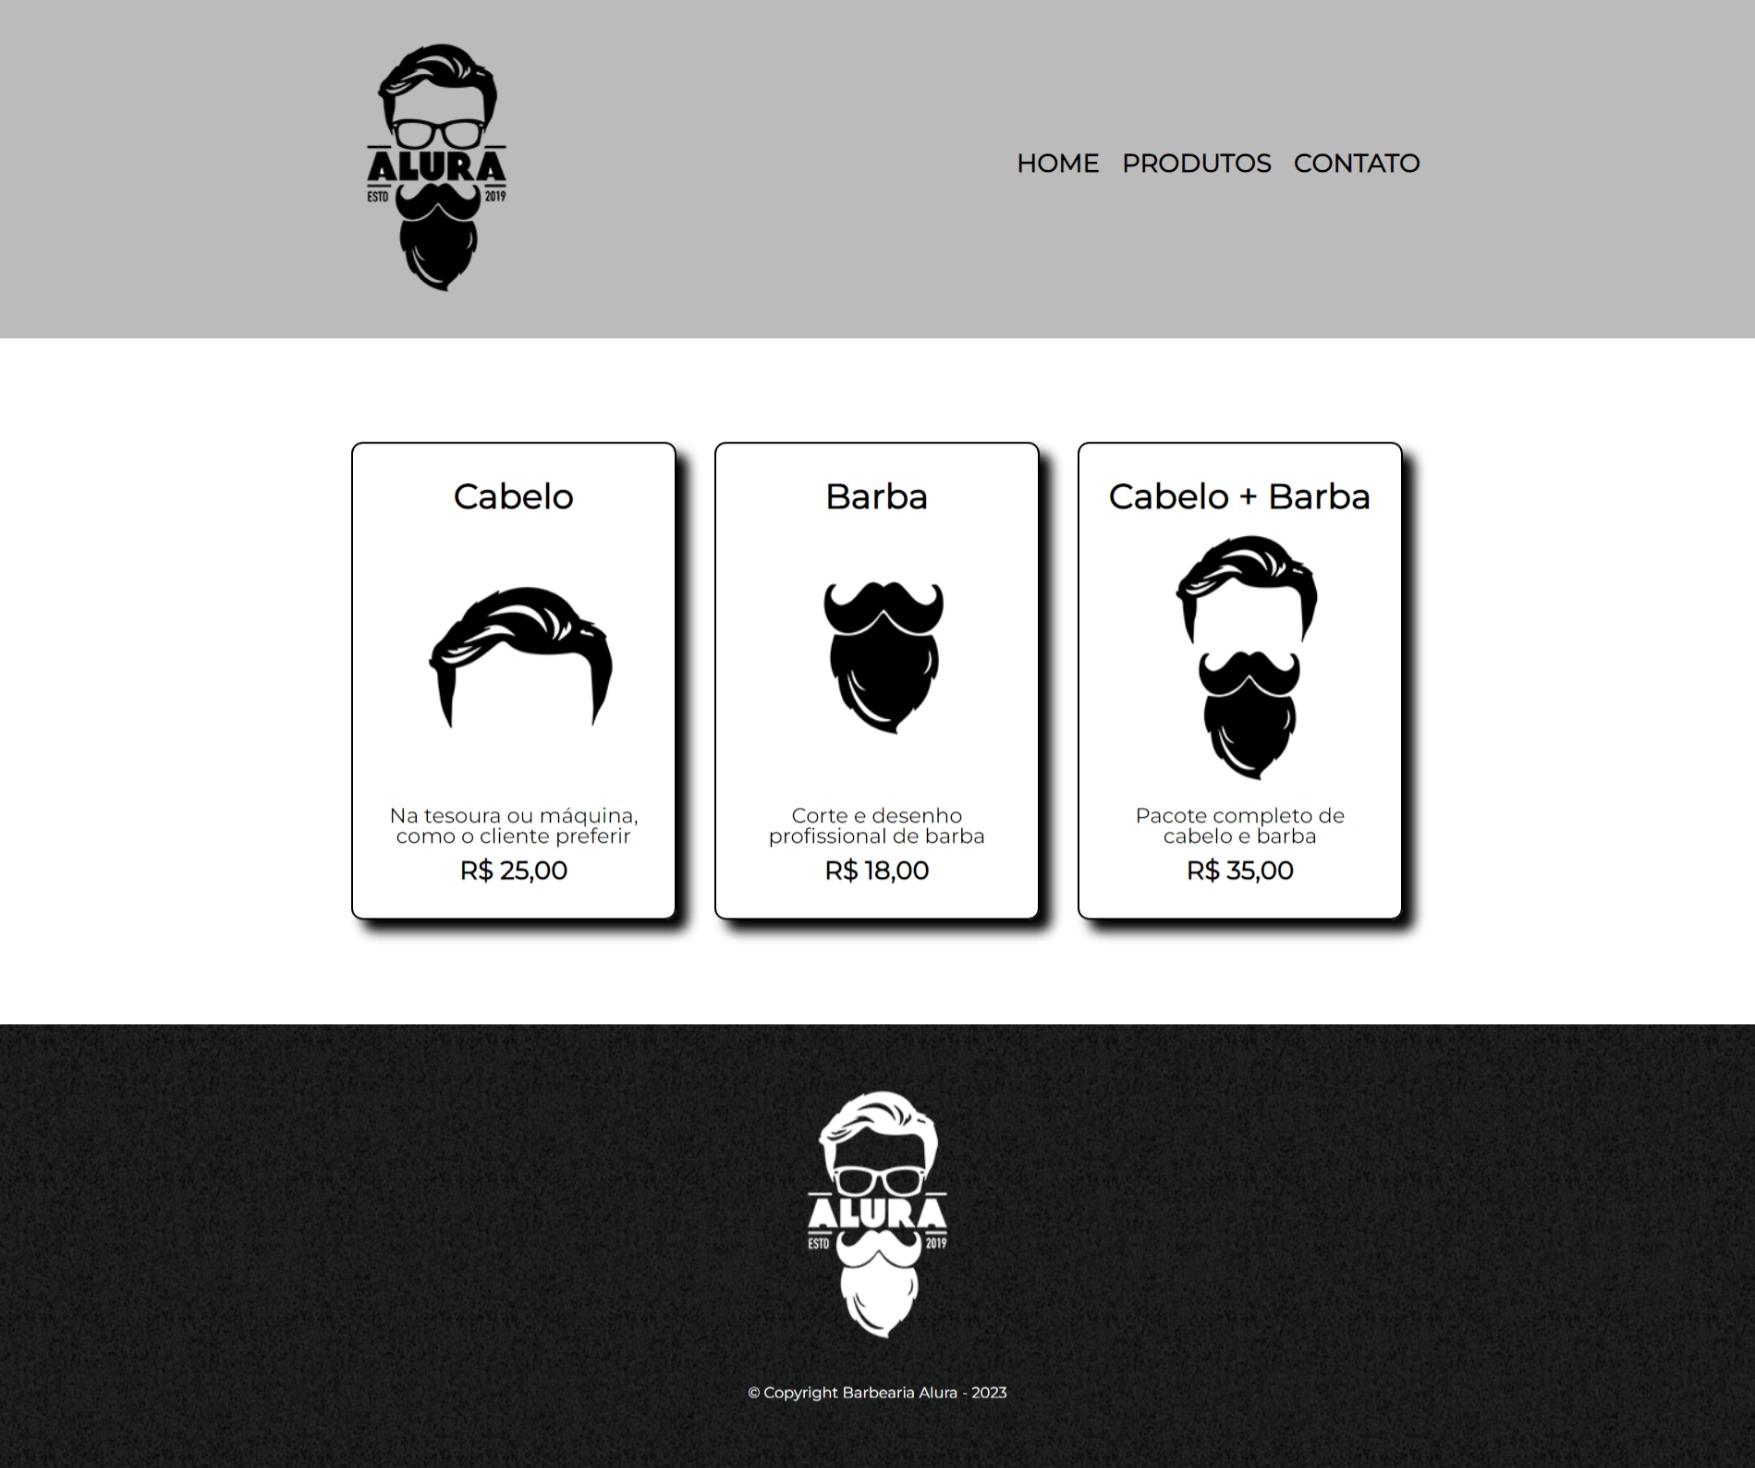 ALURA
ESTD 2019
HOME PRODUTOS CONTATO
Cabelo
Na tesoura ou máquina,
como o cliente preferir
R$ 25,00
Barba
Corte e desenho
profissional de barba
R$ 18,00
Cabelo + Barba
Pacote completo de
cabelo e barba
R$ 35,00
ALURA
ESTD 2019
© Copyright Barbearia Alura - 2023